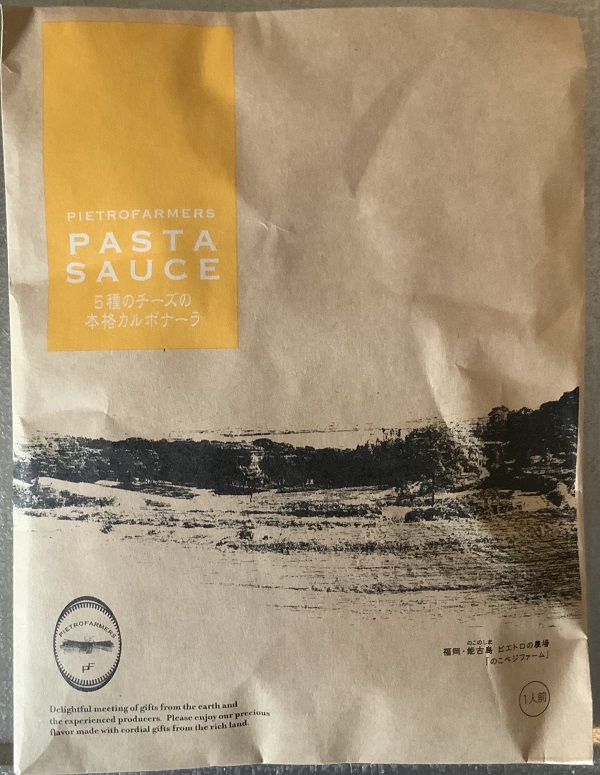 PIETROFARMERS
PASTA
SAUCE
5種のチーズの
本格カルボナーラ
PIETROFARMERS
PF
のこのしま
福岡・能古島 ピエトロの農場
「のこベジファーム」
1人前
Delightful meeting of gifts from the earth and
the experienced producers. Please enjoy our precious
flavor made with cordial gifts from the rich land.